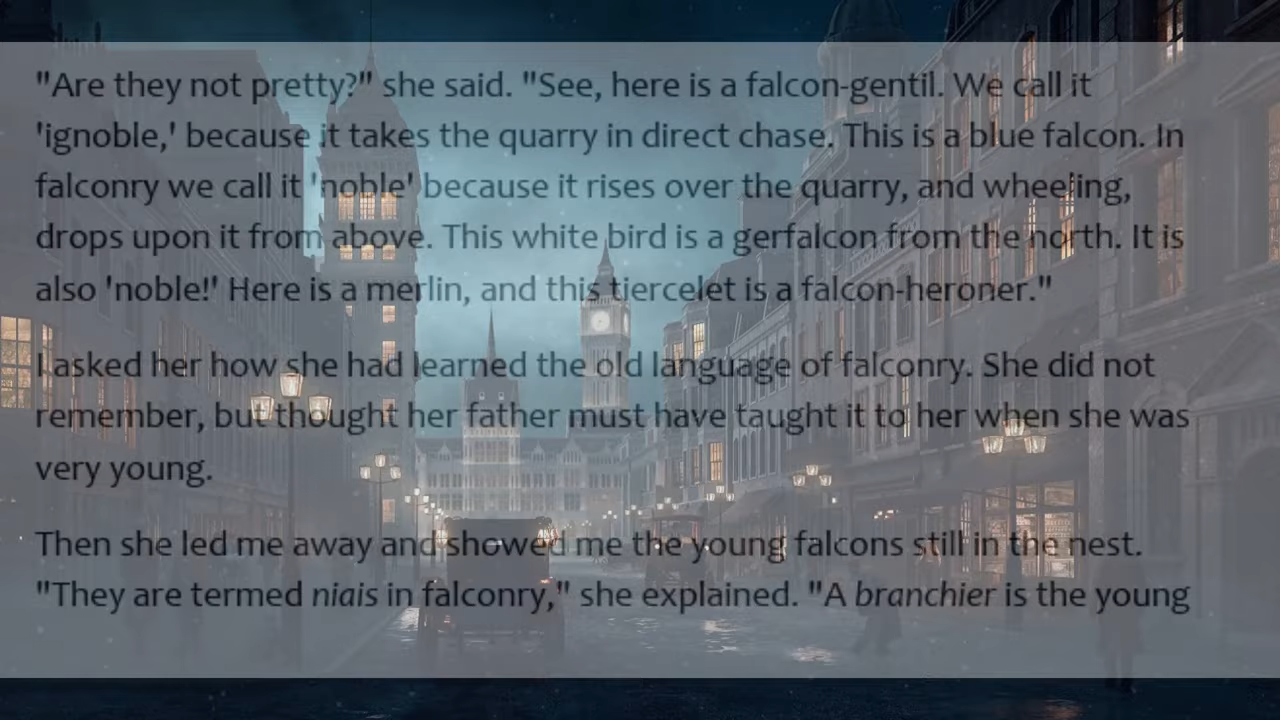 "Are they not pretty?" she said. "See, here is a falcon-gentil. We call it
'ignoble,' because it takes the quarry in direct chase. This is a blue falcon. In
falconry we call it 'noble' because it rises over the quarry, and wheeling,
drops upon it from above. This white bird is a gerfalcon from the north. It is
also 'noble!' Here is a merlin, and this tiercelet is a falcon-heroner."
I asked her how she had learned the old language of falconry. She did not
remember, but thought her father must have taught it to her when she was
very young.
Then she led me away and showed me the young falcons still in the nest.
"They are termed niais in falconry," she explained. "A branchier is the young